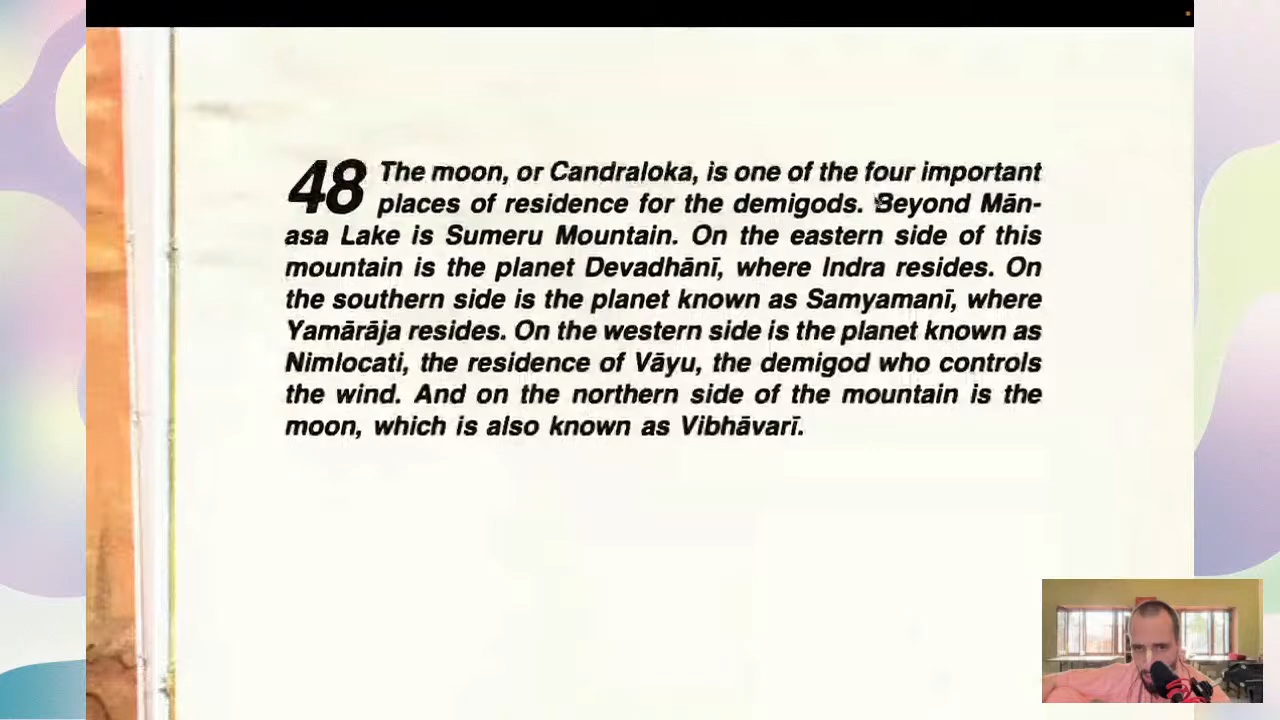 48 The moon, or Candraloka, is one of the four important
places of residence for the demigods. Beyond Mān-
asa Lake is Sumeru Mountain. On the eastern side of this
mountain is the planet Devadhānī, where Indra resides. On
the southern side is the planet known as Samyamanī, where
Yamārāja resides. On the western side is the planet known as
Nimlocati, the residence of Vāyu, the demigod who controls
the wind. And on the northern side of the mountain is the
moon, which is also known as Vibhāvarī.